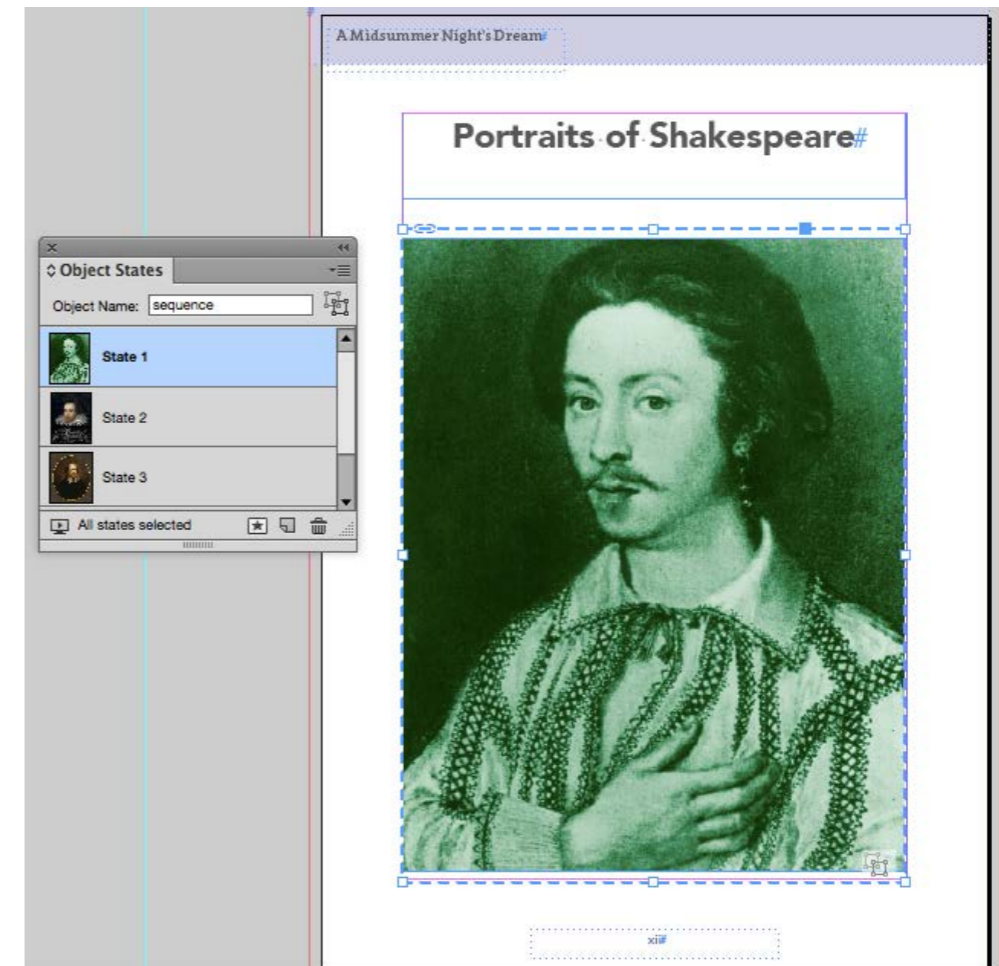 A Midsummer Night's Dream#
Portraits of Shakespeare#
Object States
Object Name: sequence
State 1
State 2
State 3
All states selected
xii#